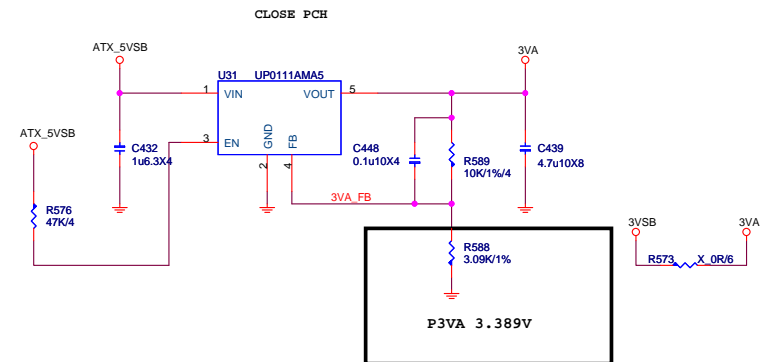 CLOSE PCH
ATX_5VSB
3VA
U31 UP0111AMA5
1 VIN VOUT 5
ATX_5VSB
3 EN GND FB
C432
1u6.3X4
2 4
C448
0.1u10X4
R589
10K/1%/4
C439
4.7u10X8
R576
47K/4
3VA_FB
3VSB 3VA
R588
3.09K/1%
R573 X_0R/6
P3VA 3.389V